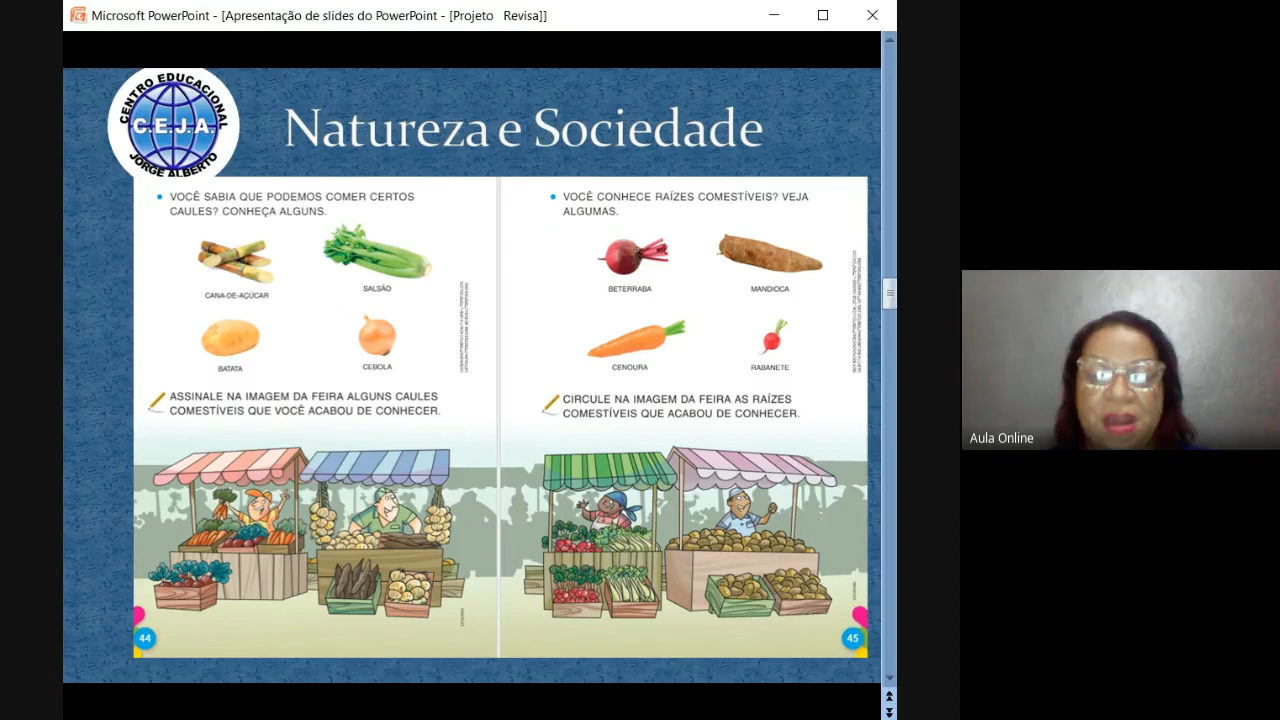 Microsoft PowerPoint - [Apresentação de slides do PowerPoint - [Projeto Revisa]]
CENTRO EDUCACIONAL
C.E.J.A.
JORGE ALBERTO
Natureza e Sociedade
VOCÊ SABIA QUE PODEMOS COMER CERTOS
CAULES? CONHEÇA ALGUNS.
CANA-DE-AÇÚCAR
SALSÃO
BATATA
CEBOLA
ASSINALE NA IMAGEM DA FEIRA ALGUNS CAULES
COMESTÍVEIS QUE VOCÊ ACABOU DE CONHECER.
44
VOCÊ CONHECE RAÍZES COMESTÍVEIS? VEJA
ALGUMAS.
BETERRABA
MANDIOCA
CENOURA
RABANETE
CIRCULE NA IMAGEM DA FEIRA AS RAÍZES
COMESTÍVEIS QUE ACABOU DE CONHECER.
45
Aula Online